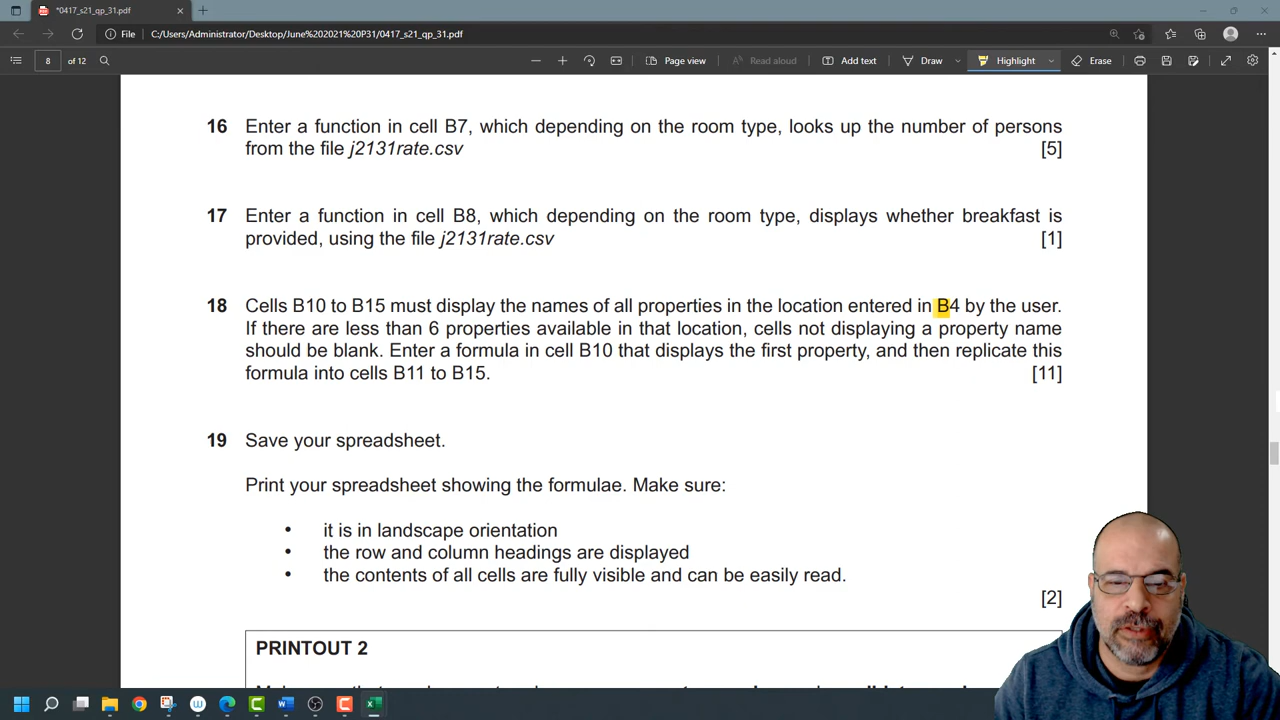 *0417_s21_qp_31.pdf
File C:/Users/Administrator/Desktop/June%202021%20P31/0417_s21_qp_31.pdf
8 of 12 Page view Read aloud Add text Draw Highlight Erase
16 Enter a function in cell B7, which depending on the room type, looks up the number of persons
from the file j2131rate.csv [5]
17 Enter a function in cell B8, which depending on the room type, displays whether breakfast is
provided, using the file j2131rate.csv [1]
18 Cells B10 to B15 must display the names of all properties in the location entered in B4 by the user.
If there are less than 6 properties available in that location, cells not displaying a property name
should be blank. Enter a formula in cell B10 that displays the first property, and then replicate this
formula into cells B11 to B15. [11]
19 Save your spreadsheet.
Print your spreadsheet showing the formulae. Make sure:
• it is in landscape orientation
• the row and column headings are displayed
• the contents of all cells are fully visible and can be easily read.
[2]
PRINTOUT 2